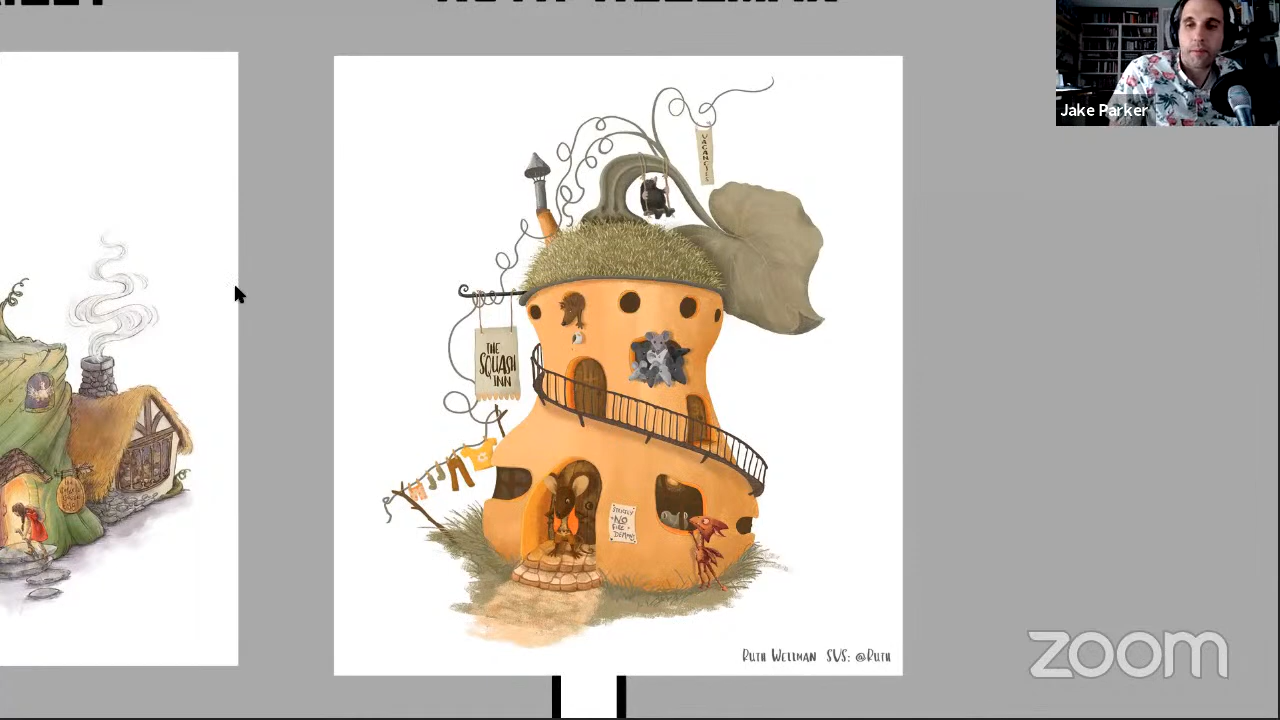 Jake Parker
VACANCIES
THE
SQUASH
INN
STRICTLY
NO
FIRE
DEMONS
RUTH WELLMAN SVS: @RUTH
zoom